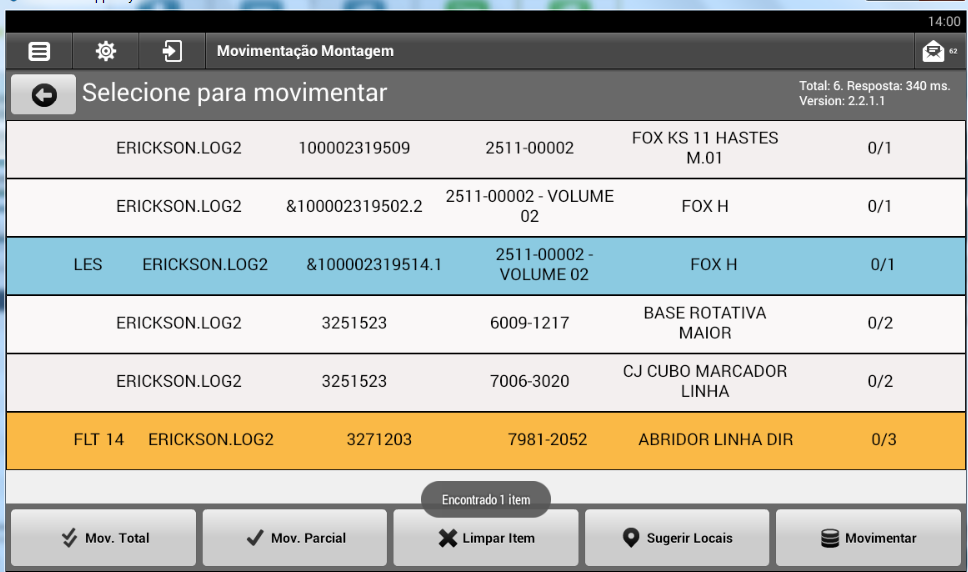 14:00
Movimentação Montagem
62
Selecione para movimentar
Total: 6. Resposta: 340 ms.
Version: 2.2.1.1
ERICKSON.LOG2 100002319509 2511-00002 FOX KS 11 HASTES M.01 0/1
ERICKSON.LOG2 &100002319502.2 2511-00002 - VOLUME 02 FOX H 0/1
LES ERICKSON.LOG2 &100002319514.1 2511-00002 - VOLUME 02 FOX H 0/1
ERICKSON.LOG2 3251523 6009-1217 BASE ROTATIVA MAIOR 0/2
ERICKSON.LOG2 3251523 7006-3020 CJ CUBO MARCADOR LINHA 0/2
FLT 14 ERICKSON.LOG2 3271203 7981-2052 ABRIDOR LINHA DIR 0/3
Encontrado 1 item
Mov. Total
Mov. Parcial
Limpar Item
Sugerir Locais
Movimentar